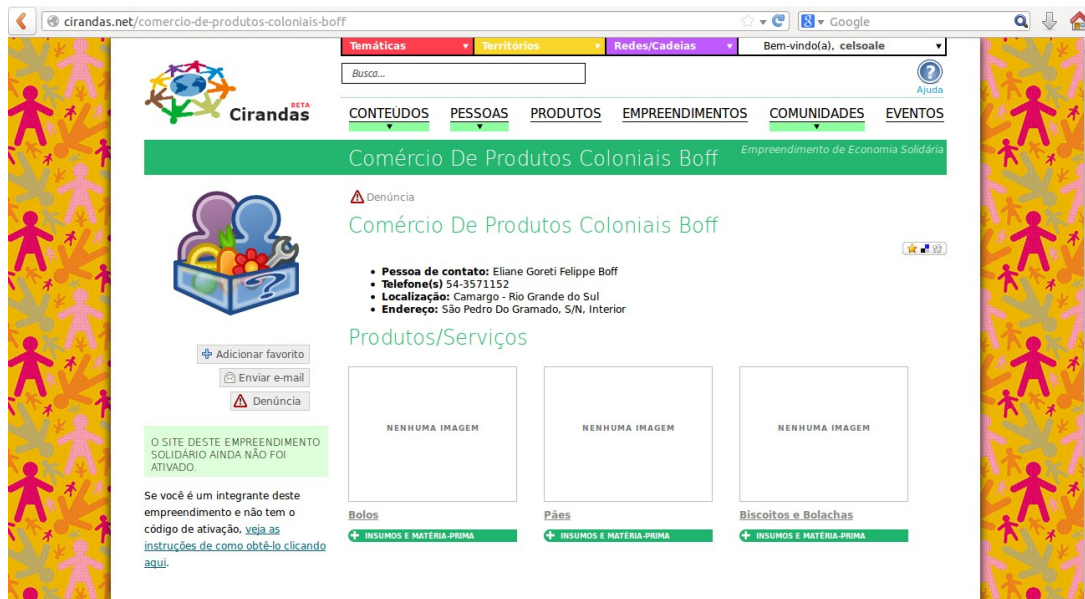 cirandas.net/comercio-de-produtos-coloniais-boff
Google
Temáticas
Territórios
Redes/Cadeias
Bem-vindo(a), celsoale
Busca...
Ajuda
BETA
Cirandas
CONTEÚDOS PESSOAS PRODUTOS EMPREENDIMENTOS COMUNIDADES EVENTOS
Comércio De Produtos Coloniais Boff
Empreendimento de Economia Solidária
Denúncia
Comércio De Produtos Coloniais Boff
Pessoa de contato: Eliane Goreti Felippe Boff
Telefone(s) 54-3571152
Localização: Camargo - Rio Grande do Sul
Endereço: São Pedro Do Gramado, S/N, Interior
Produtos/Serviços
Adicionar favorito
Enviar e-mail
Denúncia
O SITE DESTE EMPREENDIMENTO
SOLIDÁRIO AINDA NÃO FOI
ATIVADO.
Se você é um integrante deste
empreendimento e não tem o
código de ativação, veja as
instruções de como obtê-lo clicando
aqui.
NENHUMA IMAGEM
NENHUMA IMAGEM
NENHUMA IMAGEM
Bolos
Pães
Biscoitos e Bolachas
INSUMOS E MATÉRIA-PRIMA
INSUMOS E MATÉRIA-PRIMA
INSUMOS E MATÉRIA-PRIMA